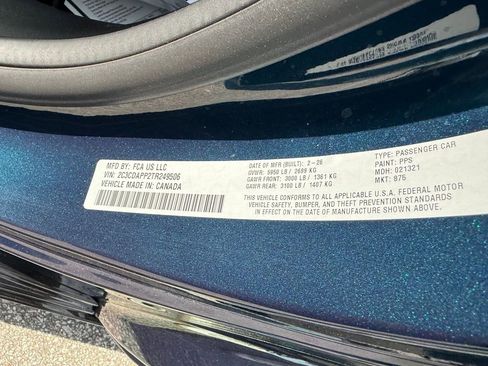 MFD BY: FCA US LLC
VIN: 2C3CDAPP2TR249506
VEHICLE MADE IN: CANADA
DATE OF MFR (BUILT): 2-26
GVWR: 5950 LB / 2699 KG
GAWR FRONT: 3000 LB / 1361 KG
GAWR REAR: 3100 LB / 1407 KG
TYPE: PASSENGER CAR
PAINT: PPS
MDH: 021321
MKT: 875
THIS VEHICLE CONFORMS TO ALL APPLICABLE U.S.A. FEDERAL MOTOR
VEHICLE SAFETY, BUMPER, AND THEFT PREVENTION STANDARDS
IN EFFECT ON THE DATE OF MANUFACTURE SHOWN ABOVE.